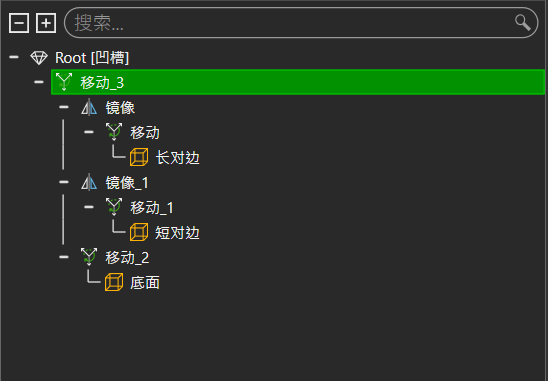 搜索...
Root [凹槽]
移动_3
镜像
移动
长对边
镜像_1
移动_1
短对边
移动_2
底面